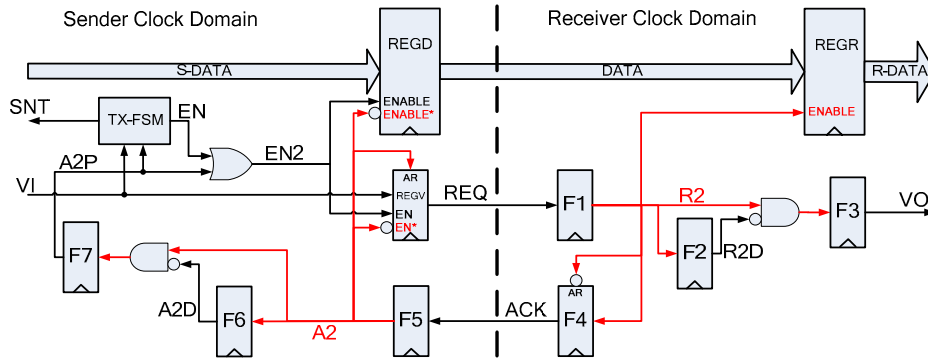 Sender Clock Domain
Receiver Clock Domain
REGD
REGR
S-DATA
DATA
R-DATA
ENABLE
ENABLE*
ENABLE
SNT
TX-FSM
EN
EN2
A2P
VI
AR
REGV
EN
EN*
REQ
F1
R2
F2
R2D
F3
VO
F7
A2D
F6
A2
F5
ACK
AR
F4